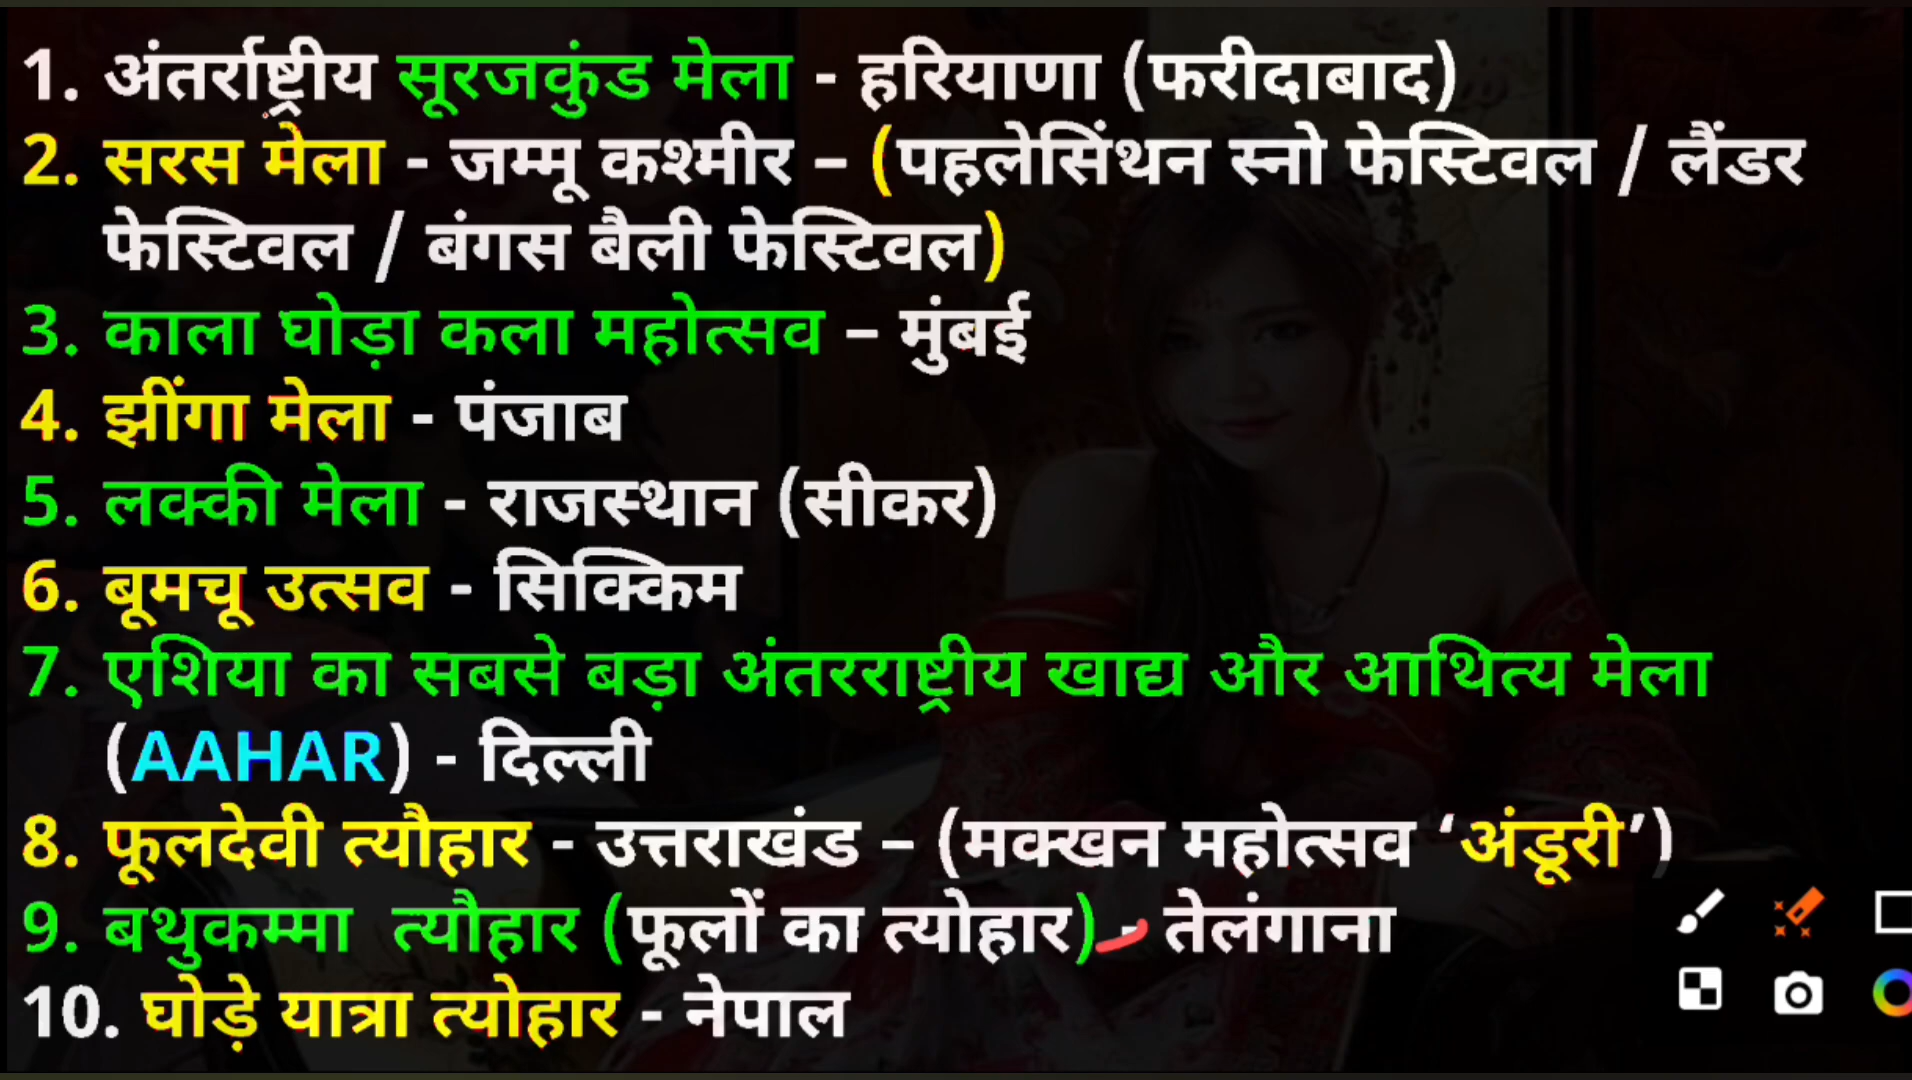 1. अंतर्राष्ट्रीय सूरजकुंड मेला - हरियाणा (फरीदाबाद)
2. सरस मेला - जम्मू कश्मीर – (पहलेसिंथन स्नो फेस्टिवल / लैंडर
फेस्टिवल / बंगस बैली फेस्टिवल)
3. काला घोड़ा कला महोत्सव – मुंबई
4. झींगा मेला - पंजाब
5. लक्की मेला - राजस्थान (सीकर)
6. बूमचू उत्सव - सिक्किम
7. एशिया का सबसे बड़ा अंतरराष्ट्रीय खाद्य और आथित्य मेला
(AAHAR) - दिल्ली
8. फूलदेवी त्यौहार - उत्तराखंड – (मक्खन महोत्सव ‘अंडूरी’)
9. बथुकम्मा त्यौहार (फूलों का त्योहार) - तेलंगाना
10. घोड़े यात्रा त्योहार - नेपाल